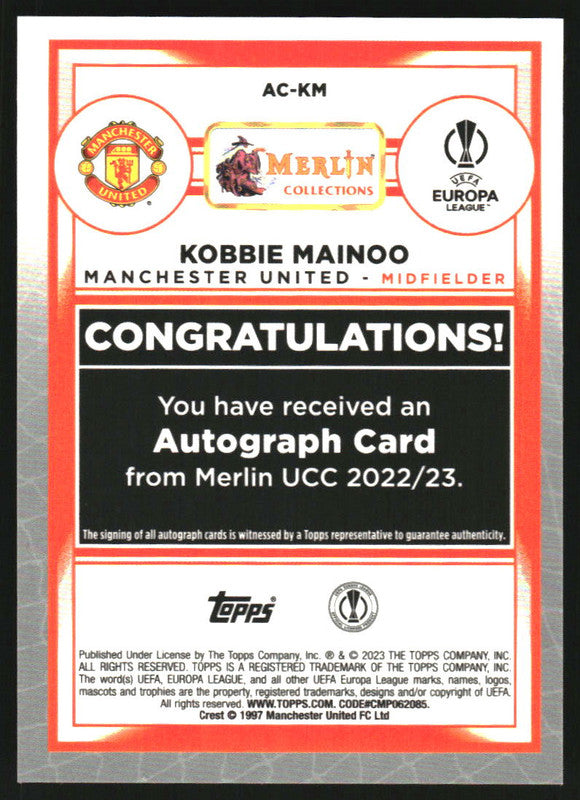 AC-KM
MANCHESTER
UNITED
MERLIN
COLLECTIONS
UEFA
EUROPA
LEAGUE™
KOBBIE MAINOO
MANCHESTER UNITED - MIDFIELDER
CONGRATULATIONS!
You have received an
Autograph Card
from Merlin UCC 2022/23.
The signing of all autograph cards is witnessed by a Topps representative to guarantee authenticity.
topps®
Published Under License by The Topps Company, Inc. ® & © 2023 THE TOPPS COMPANY, INC.
ALL RIGHTS RESERVED. TOPPS IS A REGISTERED TRADEMARK OF THE TOPPS COMPANY, INC.
The word(s) UEFA, EUROPA LEAGUE, and all other UEFA Europa League marks, names, logos,
mascots and trophies are the property, registered trademarks, designs and/or copyright of UEFA.
All rights reserved. WWW.TOPPS.COM. CODE#CMP062085.
Crest © 1997 Manchester United FC Ltd